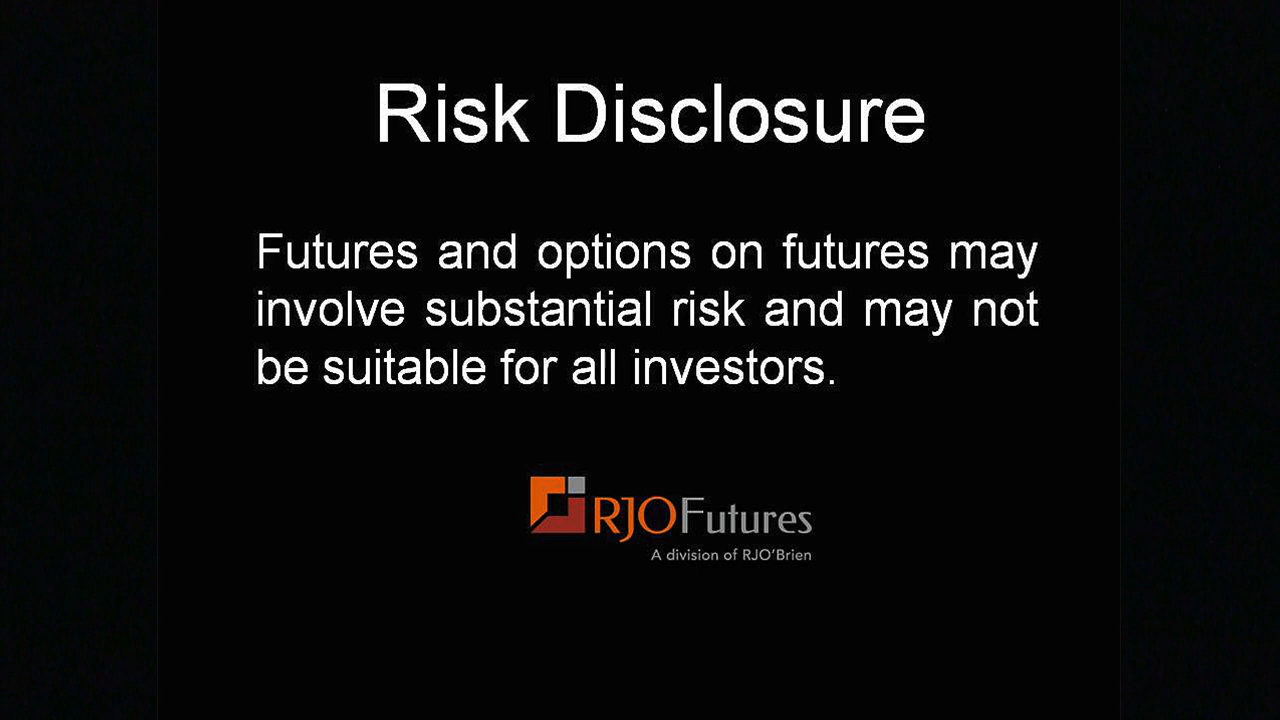 Risk Disclosure
Futures and options on futures may
involve substantial risk and may not
be suitable for all investors.
RJOFutures
A division of RJO'Brien